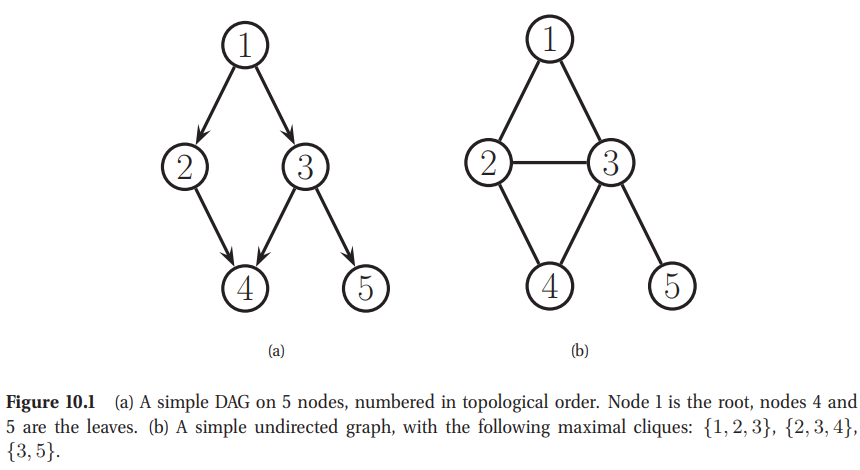 1 1
2 3 2 3
4 5 4 5
(a) (b)
Figure 10.1 (a) A simple DAG on 5 nodes, numbered in topological order. Node 1 is the root, nodes 4 and
5 are the leaves. (b) A simple undirected graph, with the following maximal cliques: {1, 2, 3}, {2, 3, 4},
{3, 5}.